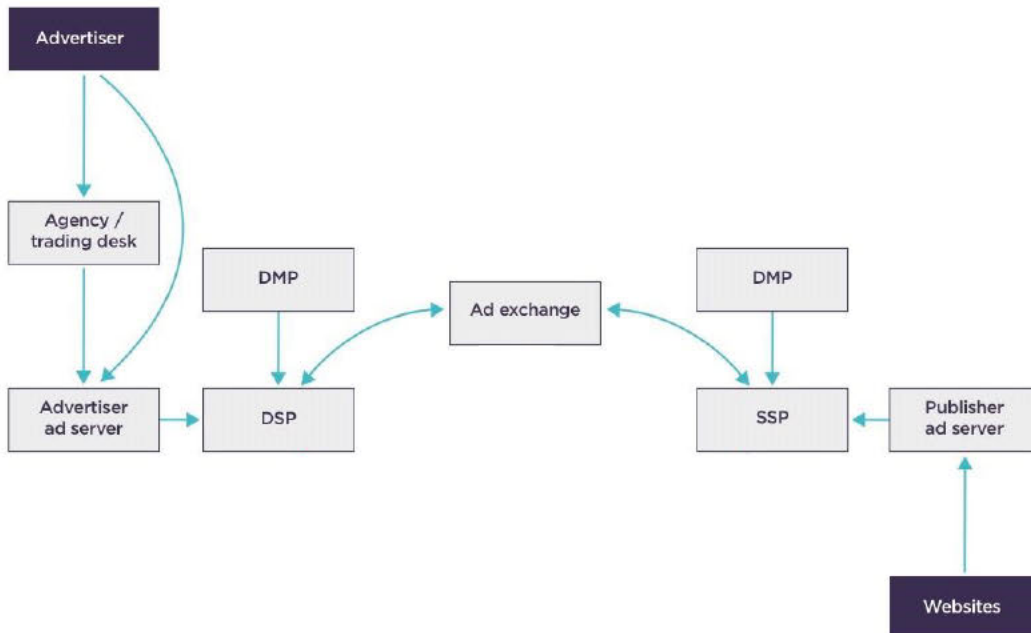 Advertiser
Agency /
trading desk
DMP
DMP
Ad exchange
Advertiser
ad server
DSP
SSP
Publisher
ad server
Websites